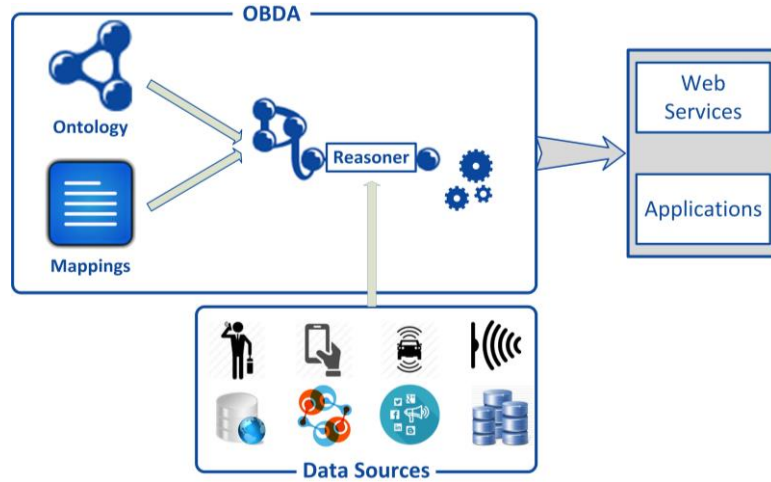 OBDA
Ontology
Mappings
Reasoner
Web
Services
Applications
Data Sources